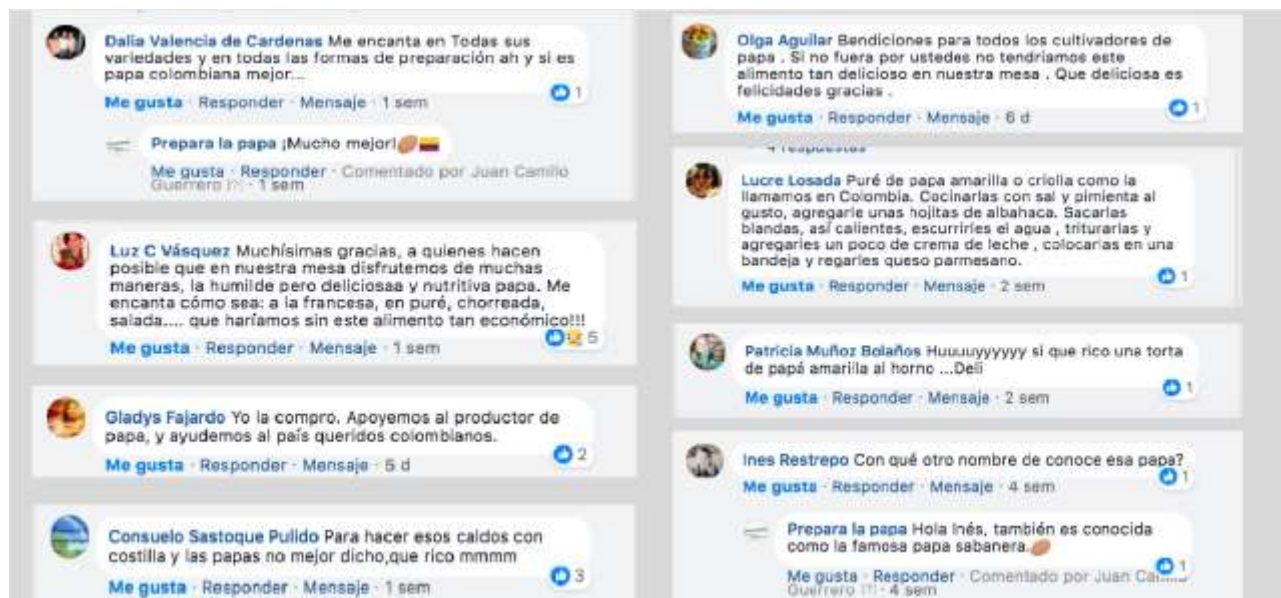 Dalia Valencia de Cardenas Me encanta en Todas sus
variedades y en todas las formas de preparación ah y si es
papa colombiana mejor...
Me gusta · Responder · Mensaje · 1 sem
1
Prepara la papa ¡Mucho mejor!🥔🇨🇴
Me gusta · Responder · Comentado por Juan Camilo
Guerrero · 1 sem
Luz C Vásquez Muchísimas gracias, a quienes hacen
posible que en nuestra mesa disfrutemos de muchas
maneras, la humilde pero deliciosaa y nutritiva papa. Me
encanta cómo sea: a la francesa, en puré, chorreada,
salada.... que haríamos sin este alimento tan económico!!!
5
Me gusta · Responder · Mensaje · 1 sem
Gladys Fajardo Yo la compro. Apoyemos al productor de
papa, y ayudemos al país queridos colombianos.
2
Me gusta · Responder · Mensaje · 5 d
Consuelo Sastoque Pulido Para hacer esos caldos con
costilla y las papas no mejor dicho,que rico mmmm
3
Me gusta · Responder · Mensaje · 1 sem
Olga Aguilar Bendiciones para todos los cultivadores de
papa . Si no fuera por ustedes no tendriamos este
alimento tan delicioso en nuestra mesa . Que deliciosa es
felicidades gracias .
1
Me gusta · Responder · Mensaje · 6 d
4 respuestas
Lucre Losada Puré de papa amarilla o criolla como la
llamamos en Colombia. Cocinarlas con sal y pimienta al
gusto, agregarle unas hojitas de albahaca. Sacarlas
blandas, así calientes, escurrirles el agua , triturarlas y
agregarles un poco de crema de leche , colocarlas en una
bandeja y regarles queso parmesano.
1
Me gusta · Responder · Mensaje · 2 sem
Patricia Muñoz Bolaños Huuuuyyyyyy si que rico una torta
de papá amarilla al horno ...Deli
1
Me gusta · Responder · Mensaje · 2 sem
Ines Restrepo Con qué otro nombre de conoce esa papa?
1
Me gusta · Responder · Mensaje · 4 sem
Prepara la papa Hola Inés, también es conocida
como la famosa papa sabanera.🥔
1
Me gusta · Responder · Comentado por Juan Camilo
Guerrero · 4 sem